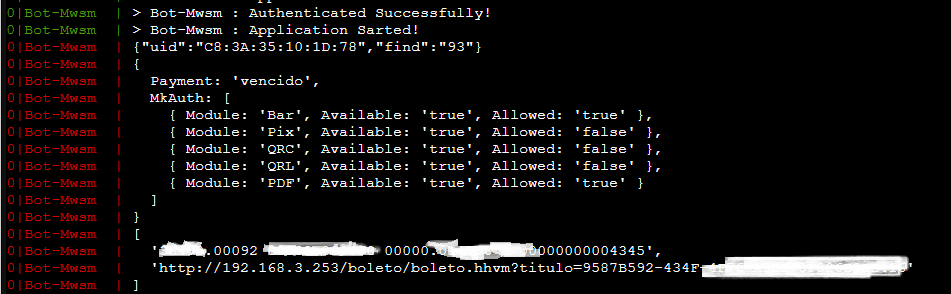 0|Bot-Mwsm | > Bot-Mwsm : Authenticated Successfully!
0|Bot-Mwsm | > Bot-Mwsm : Application Sarted!
0|Bot-Mwsm | {"uid":"C8:3A:35:10:1D:78","find":"93"}
0|Bot-Mwsm | {
0|Bot-Mwsm | Payment: 'vencido',
0|Bot-Mwsm | MkAuth: [
0|Bot-Mwsm | { Module: 'Bar', Available: 'true', Allowed: 'true' },
0|Bot-Mwsm | { Module: 'Pix', Available: 'true', Allowed: 'false' },
0|Bot-Mwsm | { Module: 'QRC', Available: 'true', Allowed: 'false' },
0|Bot-Mwsm | { Module: 'QRL', Available: 'true', Allowed: 'false' },
0|Bot-Mwsm | { Module: 'PDF', Available: 'true', Allowed: 'true' }
0|Bot-Mwsm | ]
0|Bot-Mwsm | }
0|Bot-Mwsm | [
0|Bot-Mwsm | ' .00092 00000. 000000004345',
0|Bot-Mwsm | 'http://192.168.3.253/boleto/boleto.hhvm?titulo=9587B592-434F-
0|Bot-Mwsm | ]